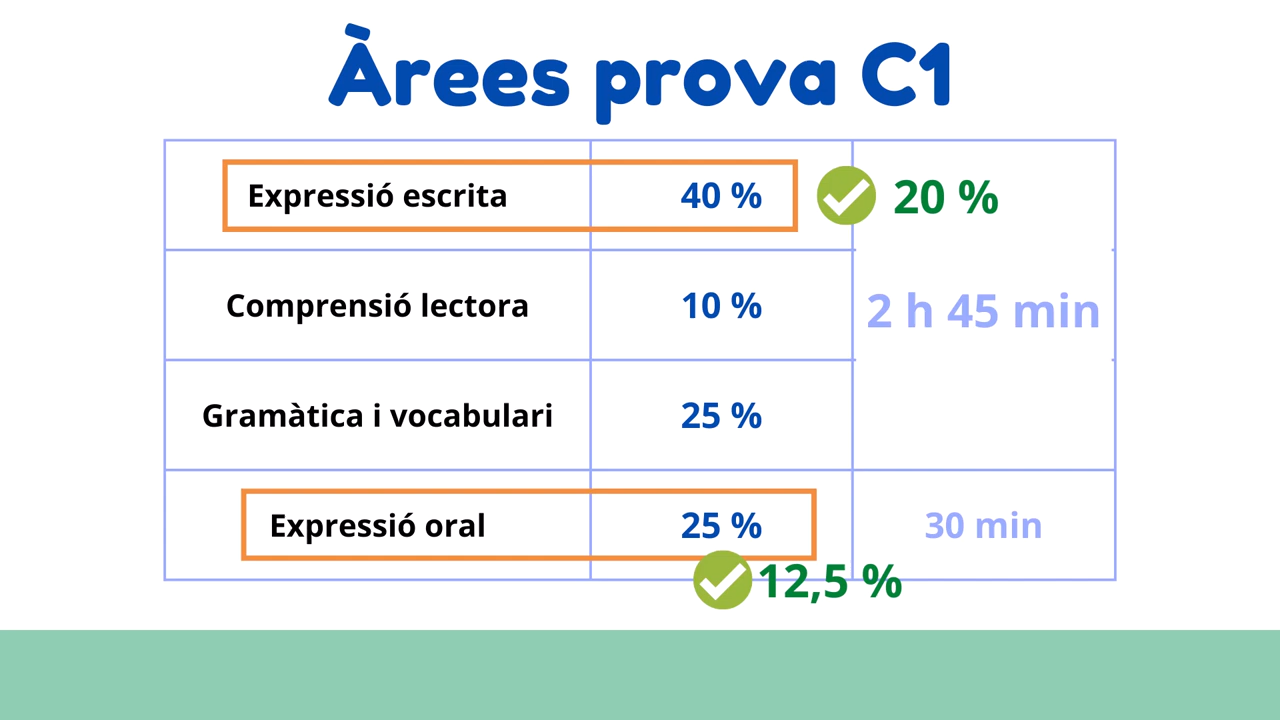 Àrees prova C1
Expressió escrita 40 % 20 %
Comprensió lectora 10 % 2 h 45 min
Gramàtica i vocabulari 25 %
Expressió oral 25 % 30 min
12,5 %